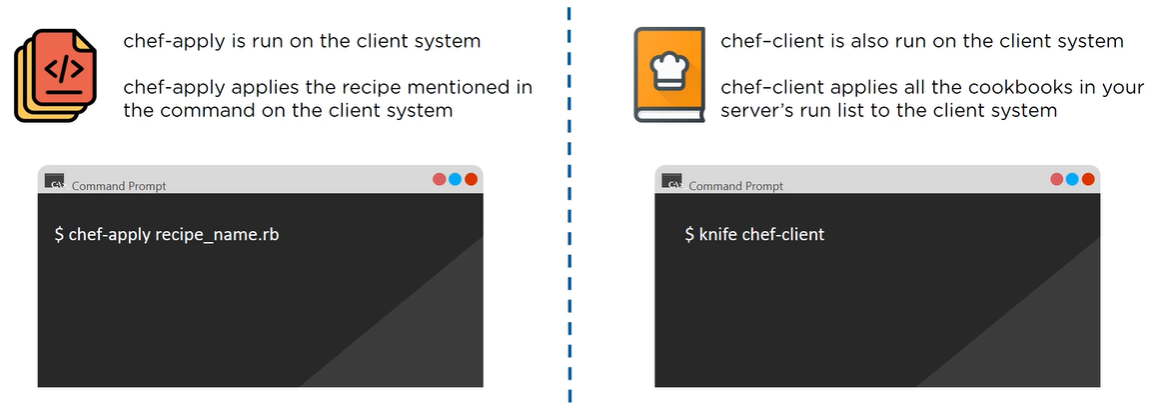 chef-apply is run on the client system
chef-apply applies the recipe mentioned in
the command on the client system
</>
Command Prompt
$ chef-apply recipe_name.rb
chef–client is also run on the client system
chef–client applies all the cookbooks in your
server's run list to the client system
Command Prompt
$ knife chef-client